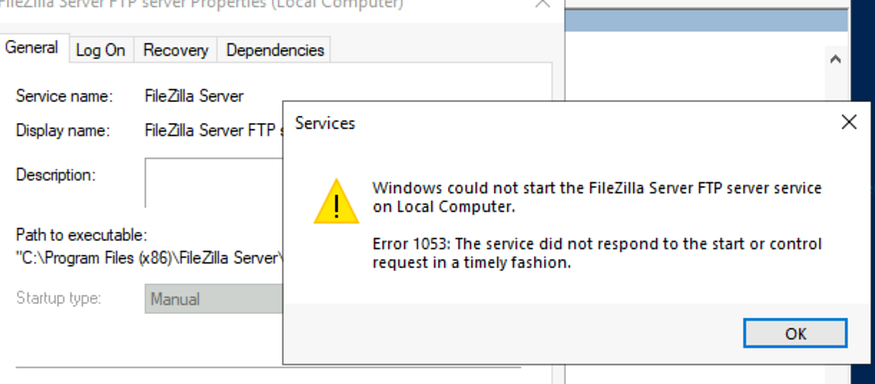 FileZilla Server FTP server Properties (Local Computer)
General
Log On
Recovery
Dependencies
Service name:
FileZilla Server
Display name:
FileZilla Server FTP s
Description:
Path to executable:
"C:\Program Files (x86)\FileZilla Server\
Startup type:
Manual
Services
Windows could not start the FileZilla Server FTP server service
on Local Computer.
Error 1053: The service did not respond to the start or control
request in a timely fashion.
OK